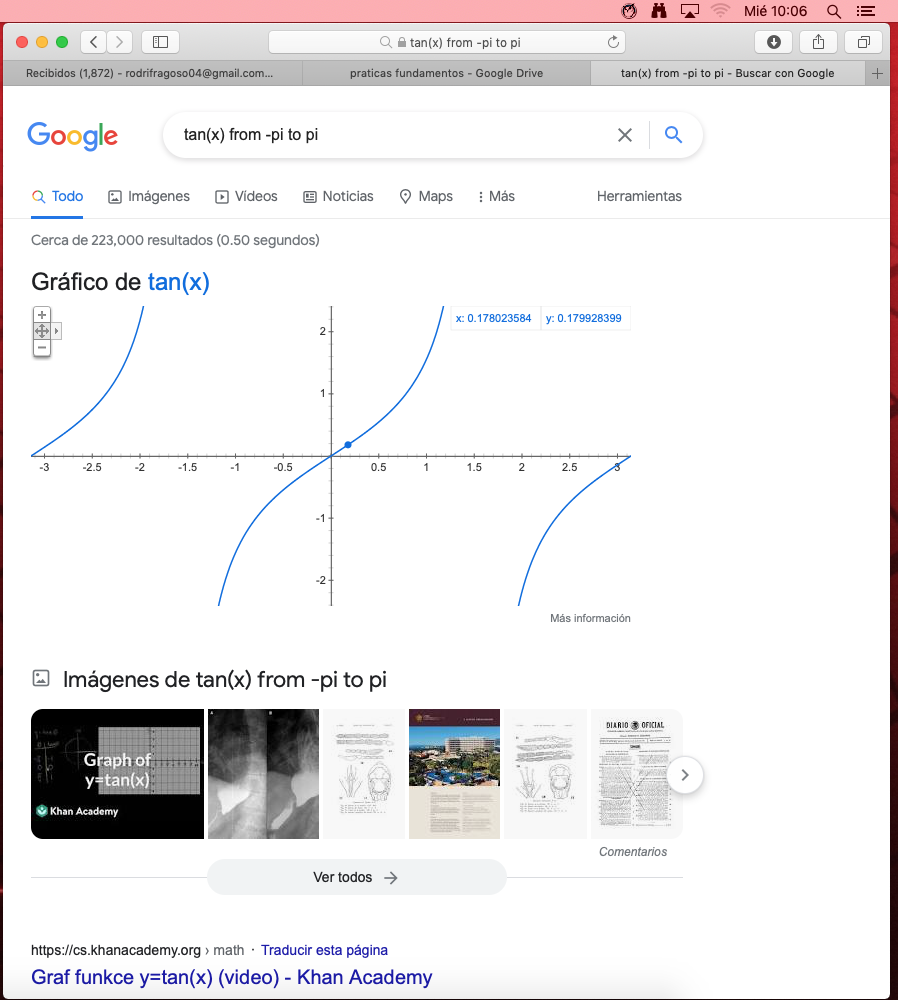 Mié 10:06
tan(x) from -pi to pi
Recibidos (1,872) - rodrifragoso04@gmail.com...
praticas fundamentos - Google Drive
tan(x) from -pi to pi - Buscar con Google
Google
tan(x) from -pi to pi
Todo
Imágenes
Vídeos
Noticias
Maps
Más
Herramientas
Cerca de 223,000 resultados (0.50 segundos)
Gráfico de tan(x)
x: 0.178023584 y: 0.179928399
2
1
-3 -2.5 -2 -1.5 -1 -0.5 0.5 1 1.5 2 2.5 3
-1
-2
Más información
Imágenes de tan(x) from -pi to pi
Graph of
y=tan(x)
Khan Academy
DIARIO OFICIAL
Comentarios
Ver todos
https://cs.khanacademy.org › math · Traducir esta página
Graf funkce y=tan(x) (video) - Khan Academy